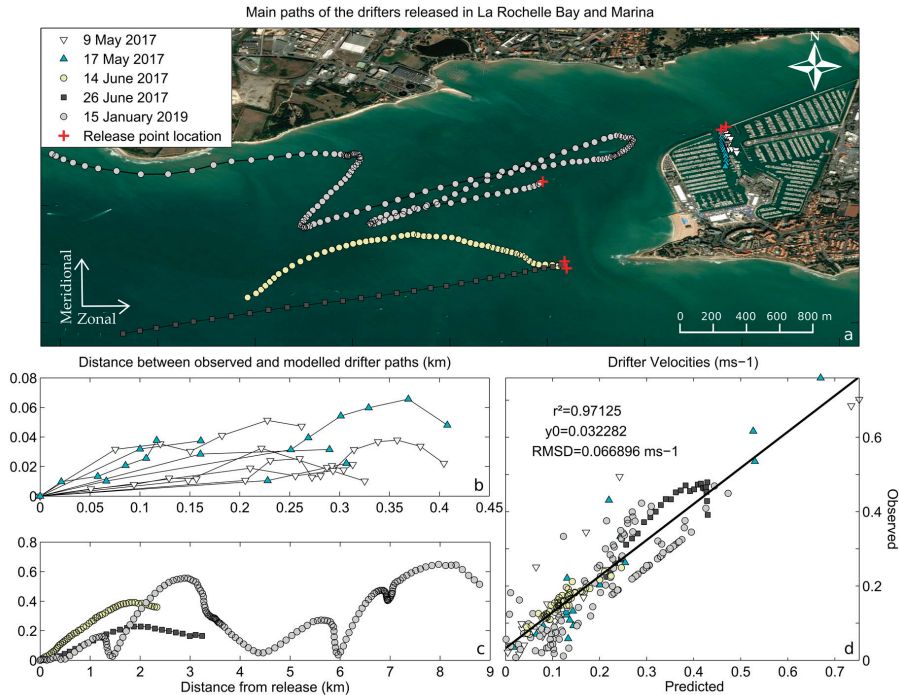 Main paths of the drifters released in La Rochelle Bay and Marina
9 May 2017
17 May 2017
14 June 2017
26 June 2017
15 January 2019
Release point location
N
Meridional
Zonal
0 200 400 600 800 m
a
Distance between observed and modelled drifter paths (km)
0.08
0.06
0.04
0.02
0
0 0.05 0.1 0.15 0.2 0.25 0.3 0.35 0.4 0.45
b
0.8
0.6
0.4
0.2
0
0 1 2 3 4 5 6 7 8 9
c
Distance from release (km)
Drifter Velocities (ms−1)
r²=0.97125
y0=0.032282
RMSD=0.066896 ms−1
0.6
0.4
0.2
0
Observed
0 0.1 0.2 0.3 0.4 0.5 0.6 0.7
d
Predicted